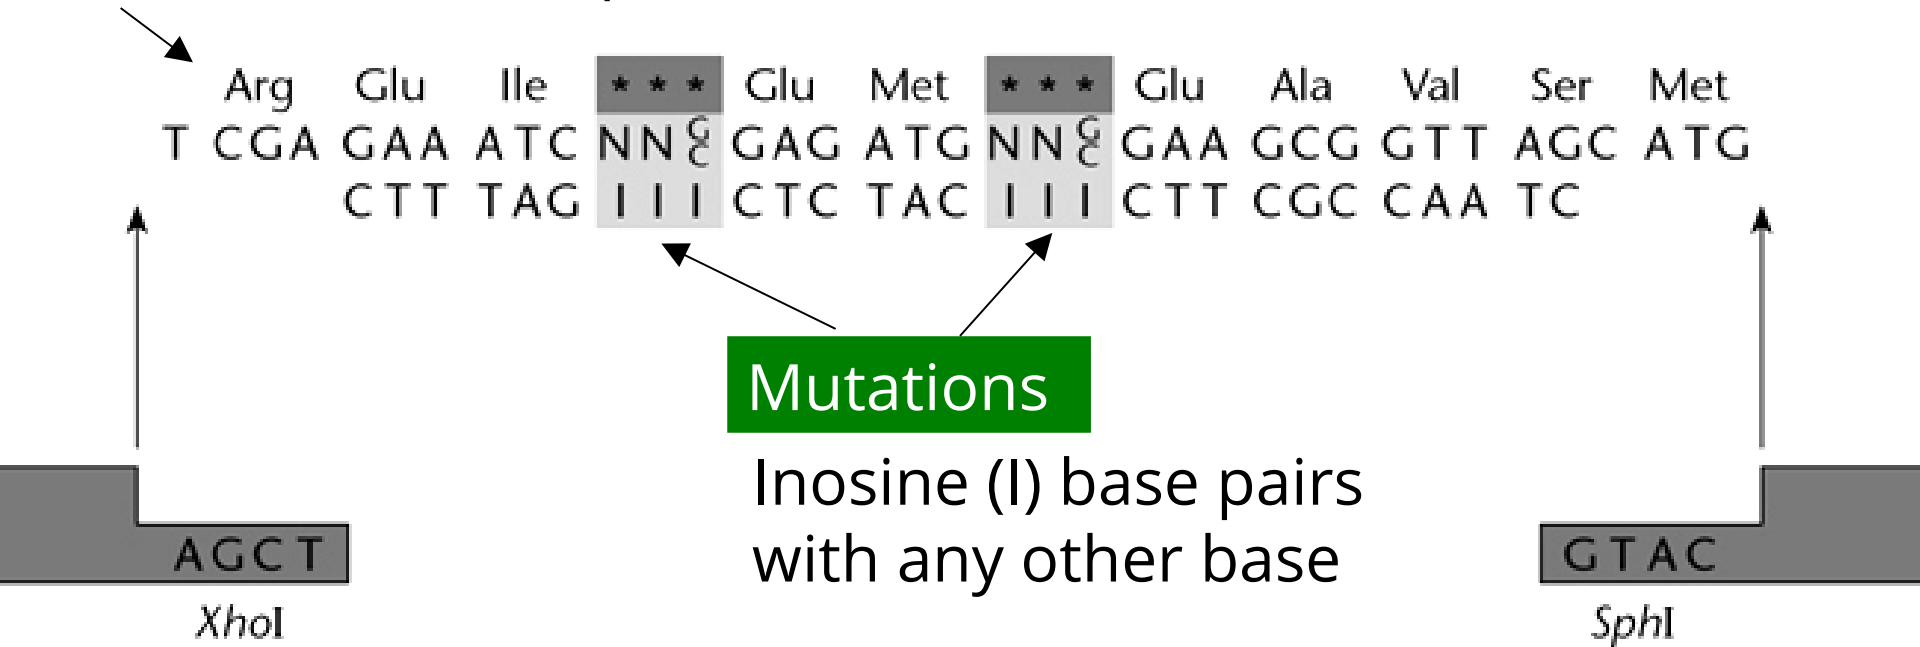 Arg Glu Ile *** Glu Met *** Glu Ala Val Ser Met
T CGA GAA ATC NN G/C GAG ATG NN G/C GAA GCG GTT AGC ATG
CTT TAG I I I CTC TAC I I I CTT CGC CAA TC
Mutations
Inosine (I) base pairs
with any other base
AGCT
GTAC
XhoI
SphI